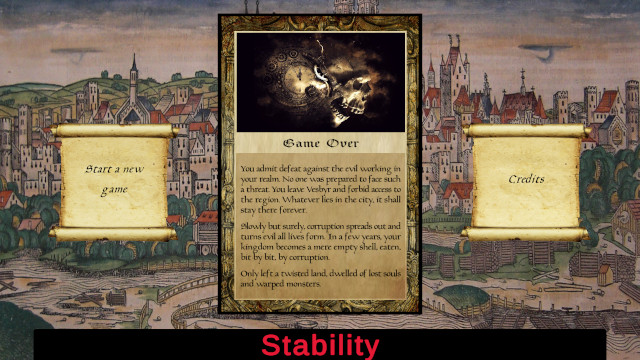 Start a new
game
Game Over
You admit defeat against the evil working in
your realm. No one was prepared to face such
a threat. You leave Vesbyr and forbid access to
the region. Whatever lies in the city, it shall
stay there forever.
Slowly but surely, corruption spreads out and
turns evil all lives form. In a few years, your
kingdom becomes a mere empty shell, eaten,
bit by bit, by corruption.
Only left a twisted land, dwelled of lost souls
and warped monsters.
Credits
Stability